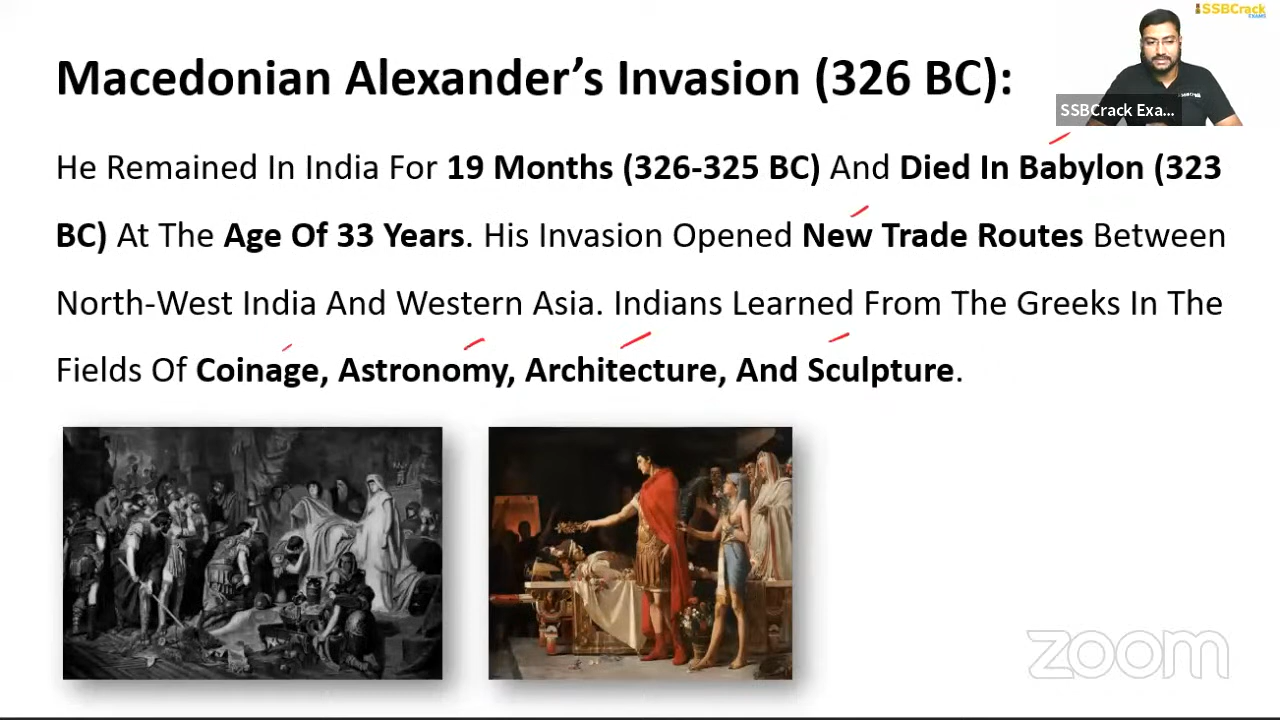 SSBCrack
EXAMS
Macedonian Alexander’s Invasion (326 BC):
SSBCrack Exa...
He Remained In India For 19 Months (326-325 BC) And Died In Babylon (323
BC) At The Age Of 33 Years. His Invasion Opened New Trade Routes Between
North-West India And Western Asia. Indians Learned From The Greeks In The
Fields Of Coinage, Astronomy, Architecture, And Sculpture.
zoom